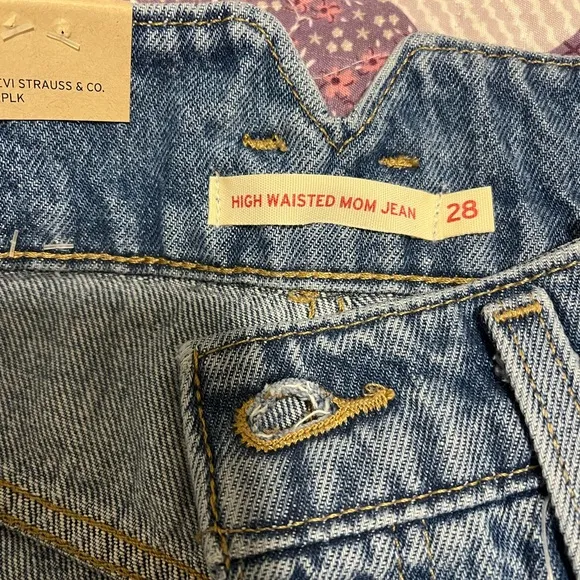 EVI STRAUSS & CO.
PLK
HIGH WAISTED MOM JEAN 28